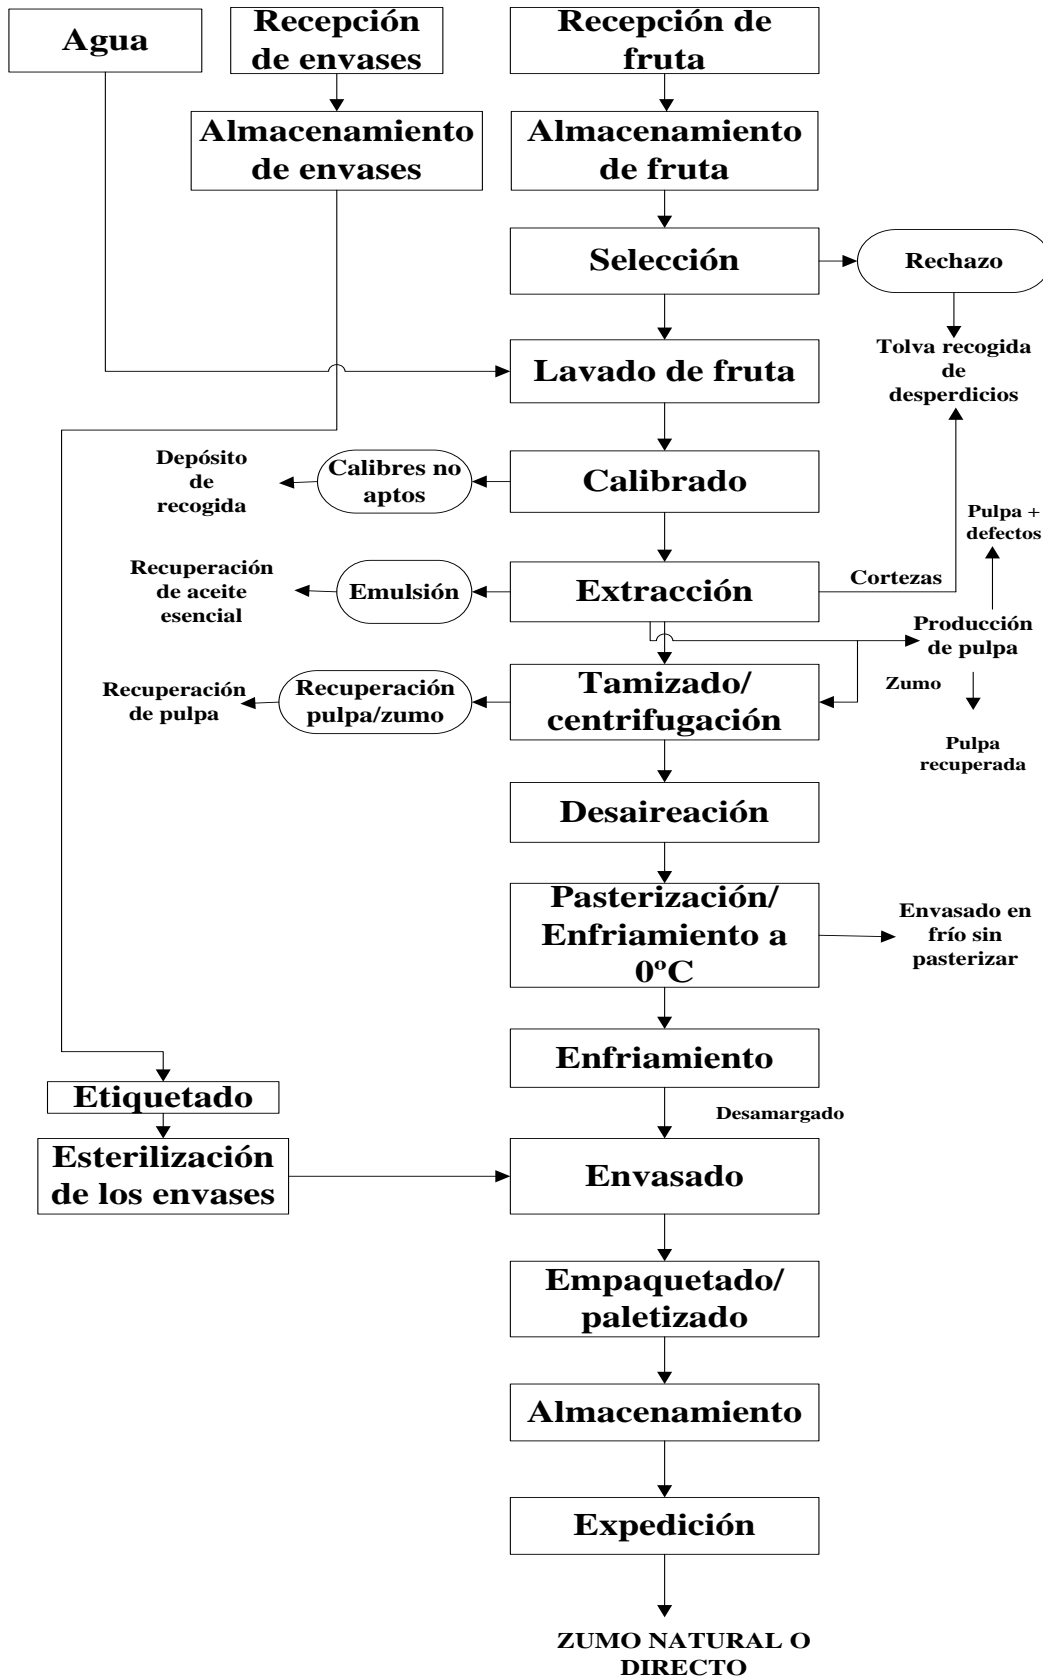 Agua
Recepción
de envases
Recepción de
fruta
Almacenamiento
de envases
Almacenamiento
de fruta
Selección
Rechazo
Tolva recogida
de
desperdicios
Lavado de fruta
Depósito
de
recogida
Calibres no
aptos
Calibrado
Pulpa +
defectos
Recuperación
de aceite
esencial
Emulsión
Extracción
Cortezas
Producción
de pulpa
Zumo
Recuperación
de pulpa
Recuperación
pulpa/zumo
Tamizado/
centrifugación
Pulpa
recuperada
Desaireación
Pasterización/
Enfriamiento a
0ºC
Envasado en
frío sin
pasterizar
Enfriamiento
Etiquetado
Desamargado
Esterilización
de los envases
Envasado
Empaquetado/
paletizado
Almacenamiento
Expedición
ZUMO NATURAL O
DIRECTO